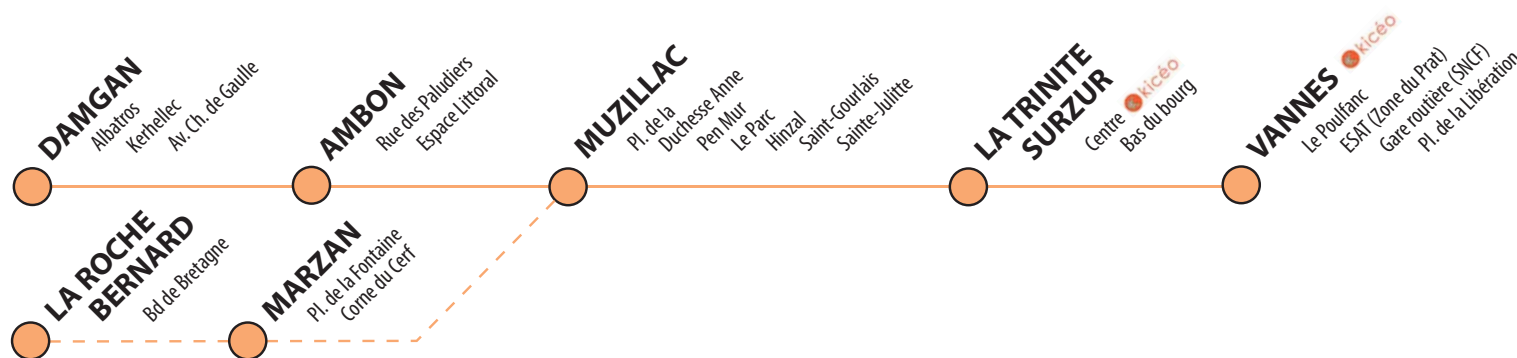 DAMGAN
Albatros
Kerhellec
Av. Ch. de Gaulle
AMBON
Rue des Paludiers
Espace Littoral
MUZILLAC
Pl. de la
Duchesse Anne
Pen Mur
Le Parc
Hinzal
Saint-Gourlais
Sainte-Julitte
LA TRINITE
SURZUR
Centre kicéo
Bas du bourg
VANNES kicéo
Le Poulfanc
ESAT (Zone du Prat)
Gare routière (SNCF)
Pl. de la Libération
LA ROCHE
BERNARD
Bd de Bretagne
MARZAN
Pl. de la Fontaine
Corne du Cerf